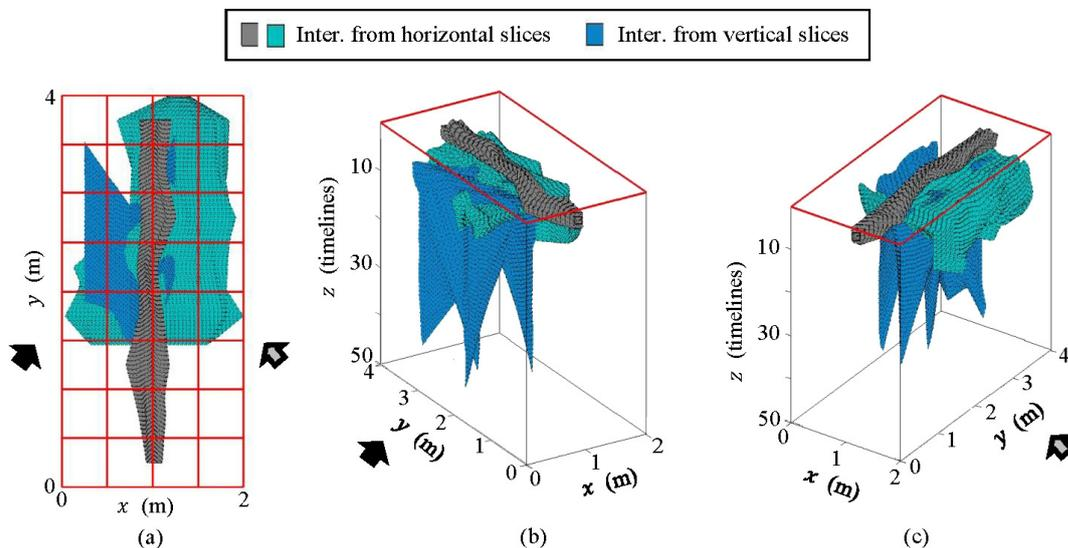 Inter. from horizontal slices
Inter. from vertical slices
4
y (m)
0
0
x (m)
2
(a)
10
30
50
z (timelines)
4
3
2
1
0
y (m)
0
1
2
x (m)
(b)
10
30
50
z (timelines)
0
1
2
x (m)
0
1
2
3
4
y (m)
(c)